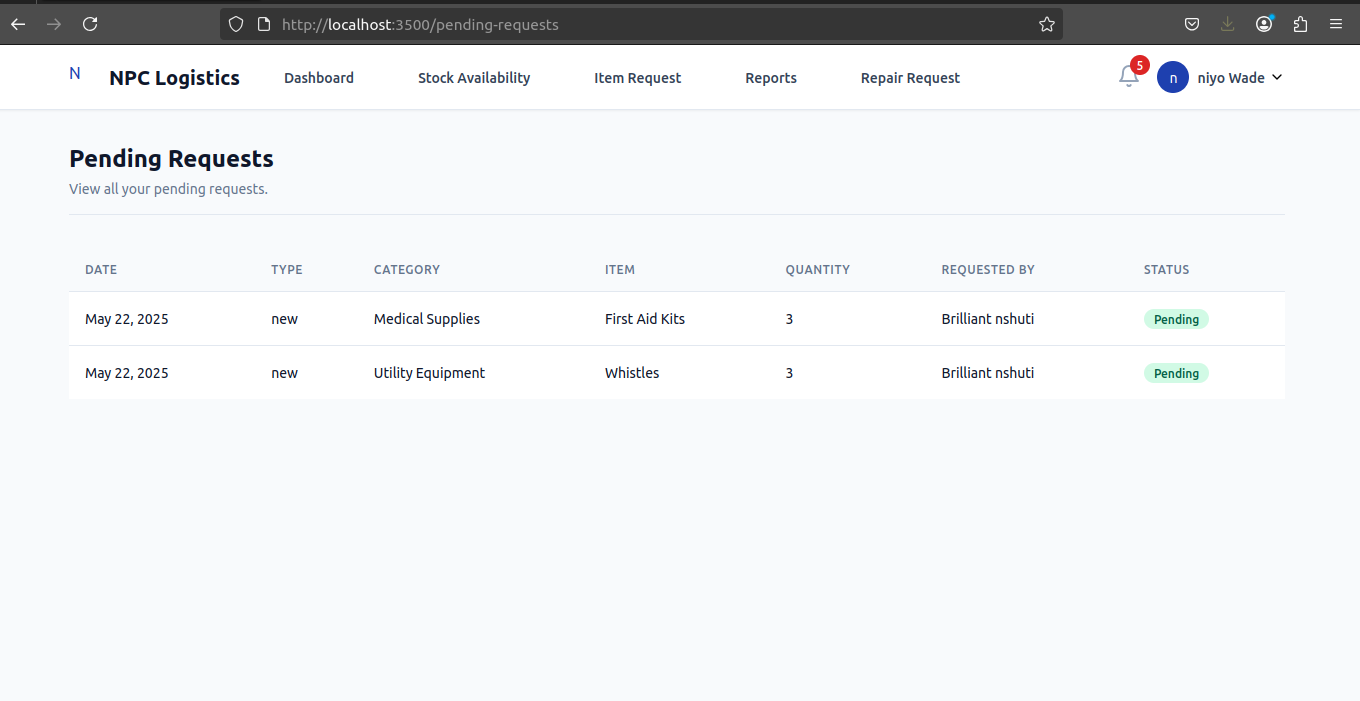 http://localhost:3500/pending-requests
N NPC Logistics Dashboard Stock Availability Item Request Reports Repair Request 5 n niyo Wade
Pending Requests
View all your pending requests.
DATE TYPE CATEGORY ITEM QUANTITY REQUESTED BY STATUS
May 22, 2025 new Medical Supplies First Aid Kits 3 Brilliant nshuti Pending
May 22, 2025 new Utility Equipment Whistles 3 Brilliant nshuti Pending